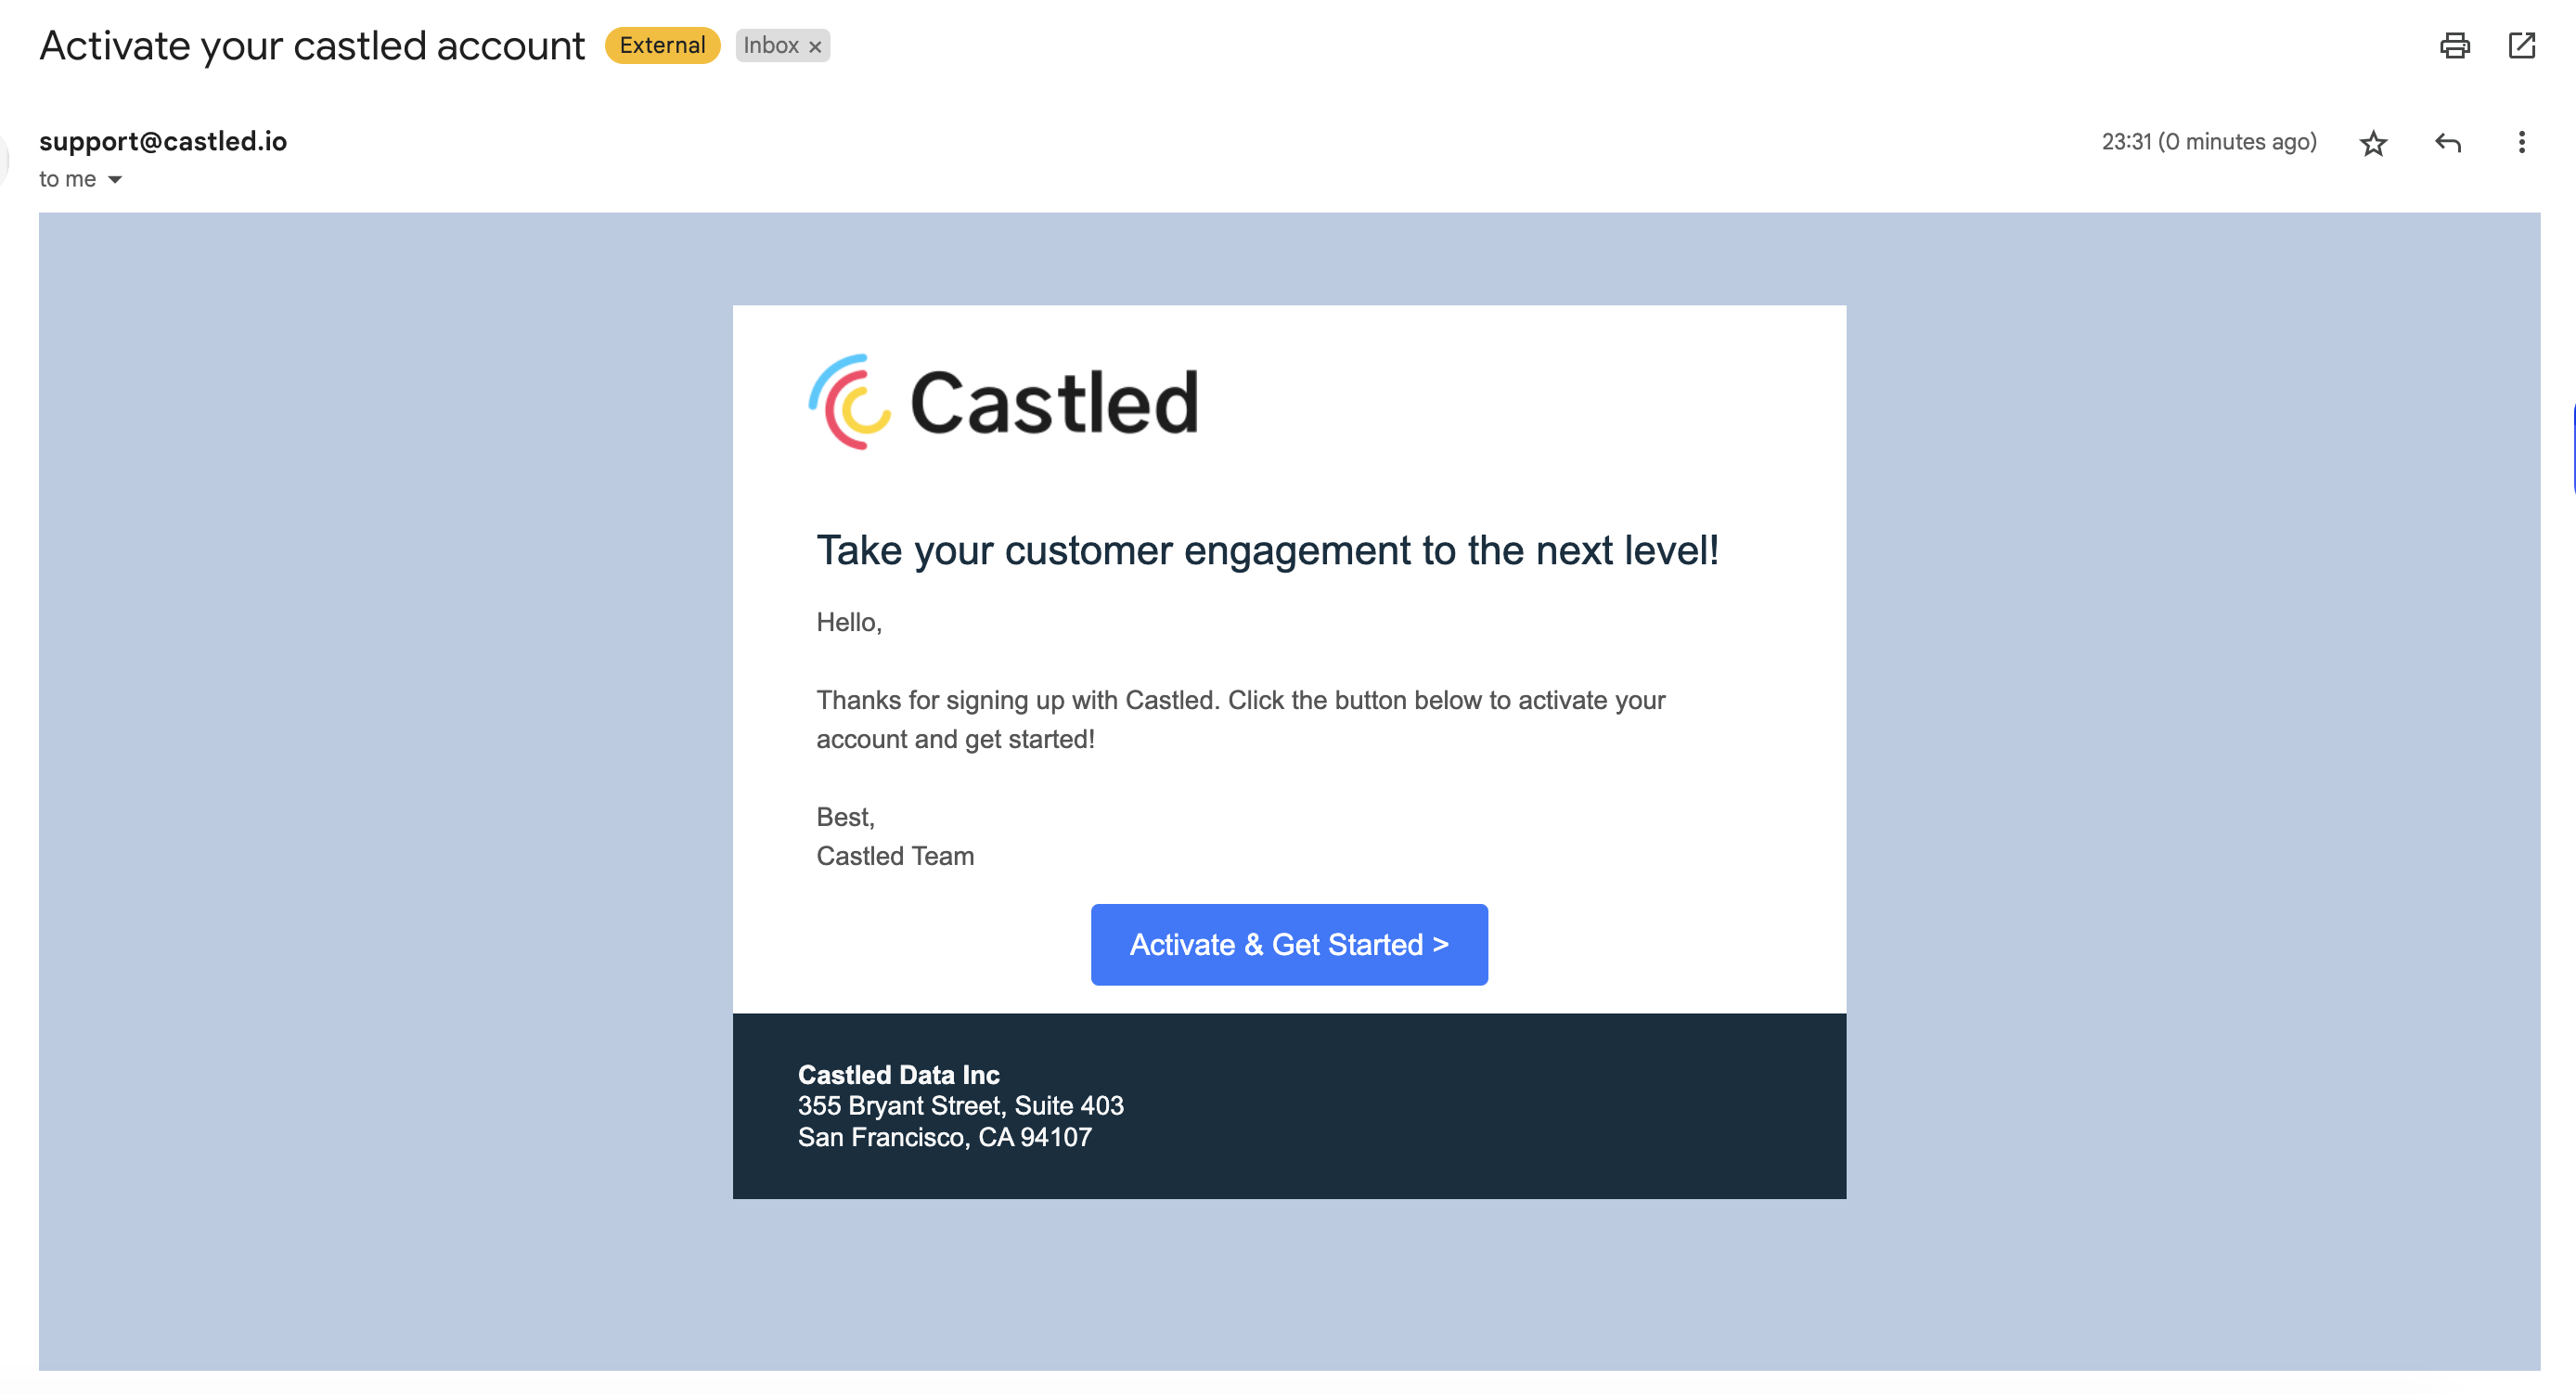 Activate your castled account External Inbox ×
support@castled.io 23:31 (0 minutes ago)
to me
Castled
Take your customer engagement to the next level!
Hello,
Thanks for signing up with Castled. Click the button below to activate your
account and get started!
Best,
Castled Team
Activate & Get Started >
Castled Data Inc
355 Bryant Street, Suite 403
San Francisco, CA 94107